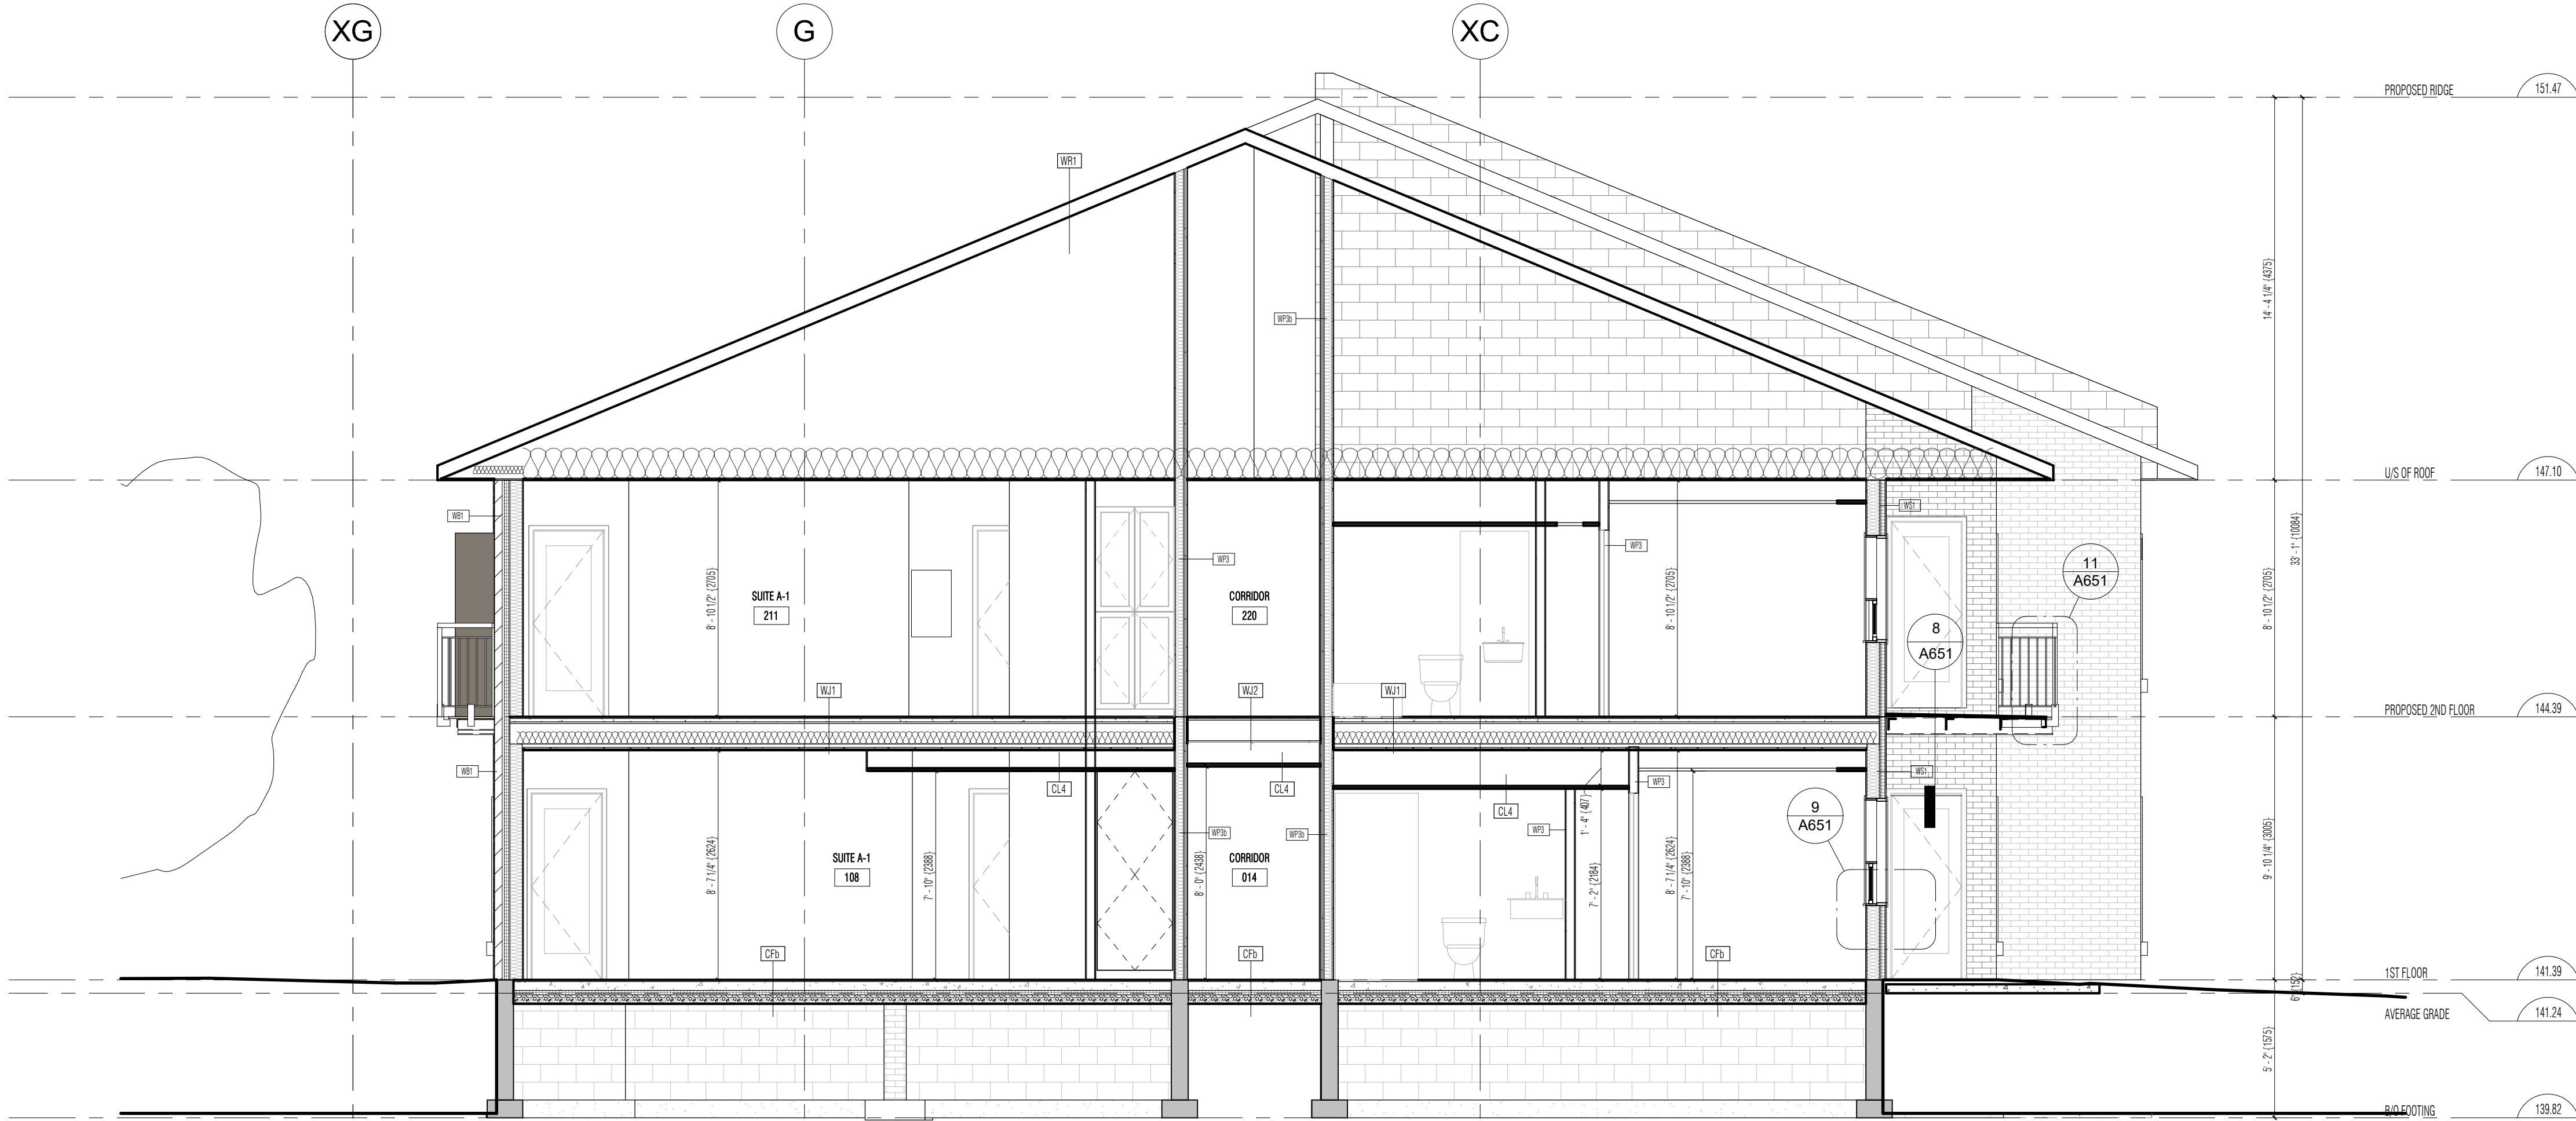 XG
G
XC
PROPOSED RIDGE
151.47
WR1
14' - 4 1/4" {4375}
33' - 1" {10084}
WP3b
U/S OF ROOF
147.10
WB1
WS1
WP3
WP3
11
A651
8' - 10 1/2" {2705}
SUITE A-1
211
CORRIDOR
220
8' - 10 1/2" {2705}
8' - 10 1/2" {2705}
8
A651
WJ1
WJ2
WJ1
PROPOSED 2ND FLOOR
144.39
WB1
WS1
CL4
CL4
CL4
WP3
9
A651
WP3b
WP3b
WP3
1' - 4" {407}
SUITE A-1
108
CORRIDOR
014
8' - 7 1/4" {2624}
7' - 10" {2388}
8' - 0" {2438}
7' - 2" {2184}
8' - 7 1/4" {2624}
7' - 10" {2388}
9' - 10 1/4" {3005}
CFb
CFb
CFb
1ST FLOOR
141.39
6" {152}
AVERAGE GRADE
141.24
5' - 2" {1575}
B/O FOOTING
139.82